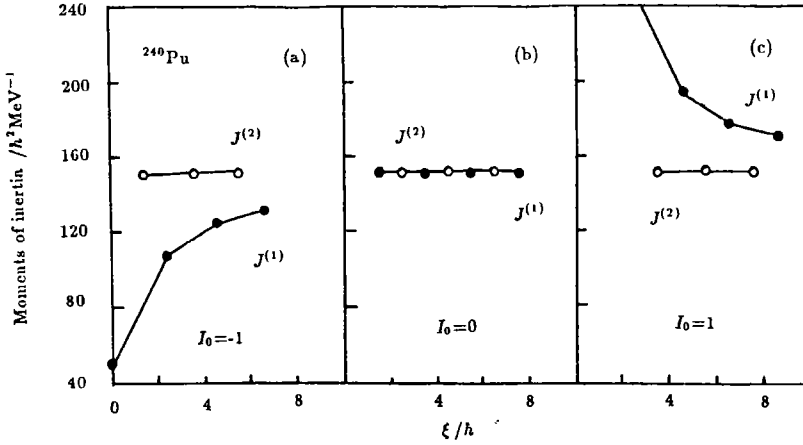 240
200
160
120
80
40
Moments of inertin /ħ²MeV⁻¹
²⁴⁰Pu
(a)
J⁽²⁾
J⁽¹⁾
I₀=-1
(b)
J⁽²⁾
J⁽¹⁾
I₀=0
(c)
J⁽¹⁾
J⁽²⁾
I₀=1
0 4 8 4 8 4 8
ξ/ħ